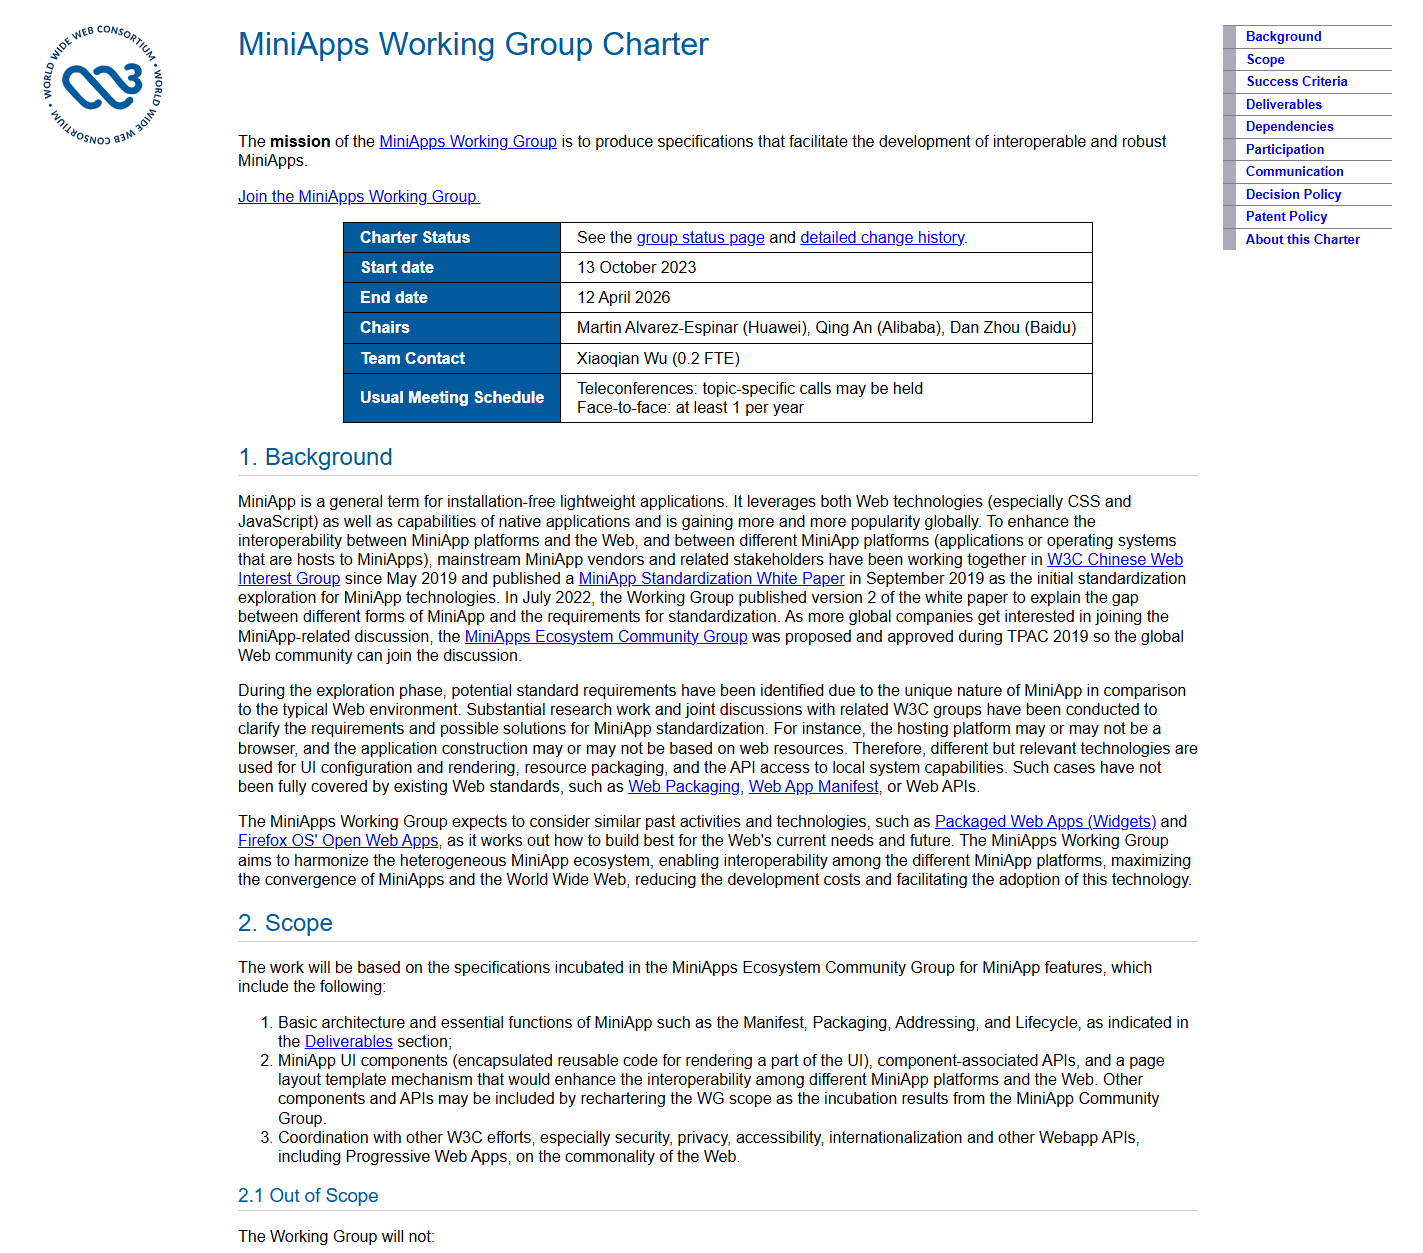 WORLD WIDE WEB CONSORTIUM • WORLD WIDE WEB CONSORTIUM •
MiniApps Working Group Charter
Background
Scope
Success Criteria
Deliverables
Dependencies
Participation
Communication
Decision Policy
Patent Policy
About this Charter
The mission of the MiniApps Working Group is to produce specifications that facilitate the development of interoperable and robust
MiniApps.
Join the MiniApps Working Group.
Charter Status See the group status page and detailed change history.
Start date 13 October 2023
End date 12 April 2026
Chairs Martin Alvarez-Espinar (Huawei), Qing An (Alibaba), Dan Zhou (Baidu)
Team Contact Xiaoqian Wu (0.2 FTE)
Usual Meeting Schedule Teleconferences: topic-specific calls may be held
Face-to-face: at least 1 per year
1. Background
MiniApp is a general term for installation-free lightweight applications. It leverages both Web technologies (especially CSS and
JavaScript) as well as capabilities of native applications and is gaining more and more popularity globally. To enhance the
interoperability between MiniApp platforms and the Web, and between different MiniApp platforms (applications or operating systems
that are hosts to MiniApps), mainstream MiniApp vendors and related stakeholders have been working together in W3C Chinese Web
Interest Group since May 2019 and published a MiniApp Standardization White Paper in September 2019 as the initial standardization
exploration for MiniApp technologies. In July 2022, the Working Group published version 2 of the white paper to explain the gap
between different forms of MiniApp and the requirements for standardization. As more global companies get interested in joining the
MiniApp-related discussion, the MiniApps Ecosystem Community Group was proposed and approved during TPAC 2019 so the global
Web community can join the discussion.
During the exploration phase, potential standard requirements have been identified due to the unique nature of MiniApp in comparison
to the typical Web environment. Substantial research work and joint discussions with related W3C groups have been conducted to
clarify the requirements and possible solutions for MiniApp standardization. For instance, the hosting platform may or may not be a
browser, and the application construction may or may not be based on web resources. Therefore, different but relevant technologies are
used for UI configuration and rendering, resource packaging, and the API access to local system capabilities. Such cases have not
been fully covered by existing Web standards, such as Web Packaging, Web App Manifest, or Web APIs.
The MiniApps Working Group expects to consider similar past activities and technologies, such as Packaged Web Apps (Widgets) and
Firefox OS' Open Web Apps, as it works out how to build best for the Web's current needs and future. The MiniApps Working Group
aims to harmonize the heterogeneous MiniApp ecosystem, enabling interoperability among the different MiniApp platforms, maximizing
the convergence of MiniApps and the World Wide Web, reducing the development costs and facilitating the adoption of this technology.
2. Scope
The work will be based on the specifications incubated in the MiniApps Ecosystem Community Group for MiniApp features, which
include the following:
1. Basic architecture and essential functions of MiniApp such as the Manifest, Packaging, Addressing, and Lifecycle, as indicated in
the Deliverables section;
2. MiniApp UI components (encapsulated reusable code for rendering a part of the UI), component-associated APIs, and a page
layout template mechanism that would enhance the interoperability among different MiniApp platforms and the Web. Other
components and APIs may be included by rechartering the WG scope as the incubation results from the MiniApp Community
Group.
3. Coordination with other W3C efforts, especially security, privacy, accessibility, internationalization and other Webapp APIs,
including Progressive Web Apps, on the commonality of the Web.
2.1 Out of Scope
The Working Group will not: